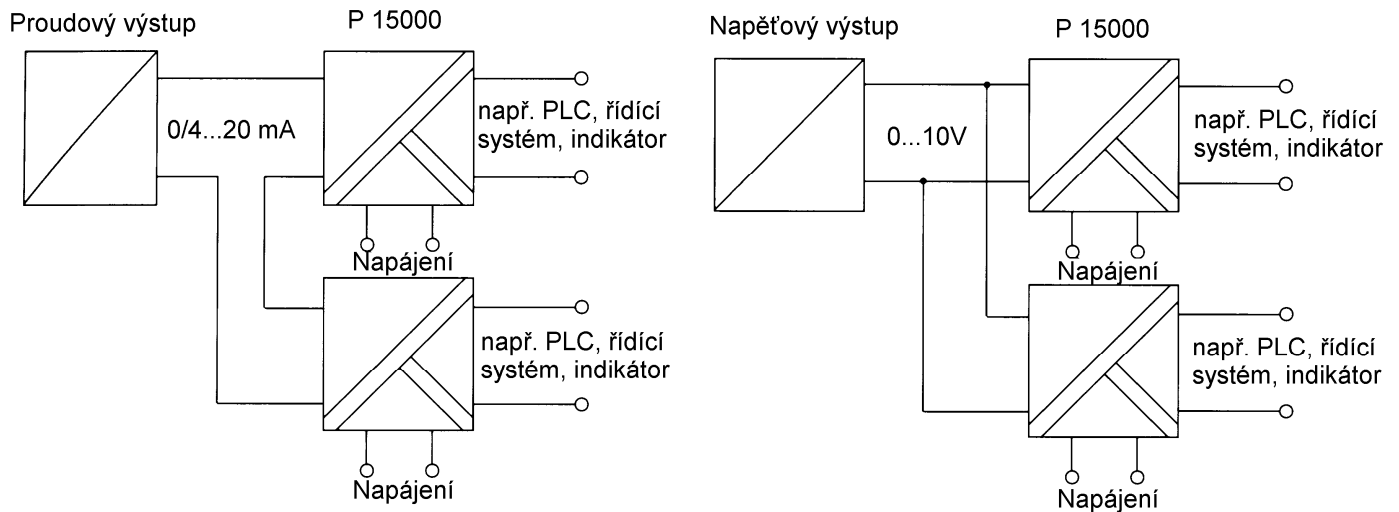 Proudový výstup
P 15000
0/4...20 mA
např. PLC, řídící
systém, indikátor
Napájení
např. PLC, řídící
systém, indikátor
Napájení
Napěťový výstup
P 15000
0...10V
např. PLC, řídící
systém, indikátor
Napájení
např. PLC, řídící
systém, indikátor
Napájení